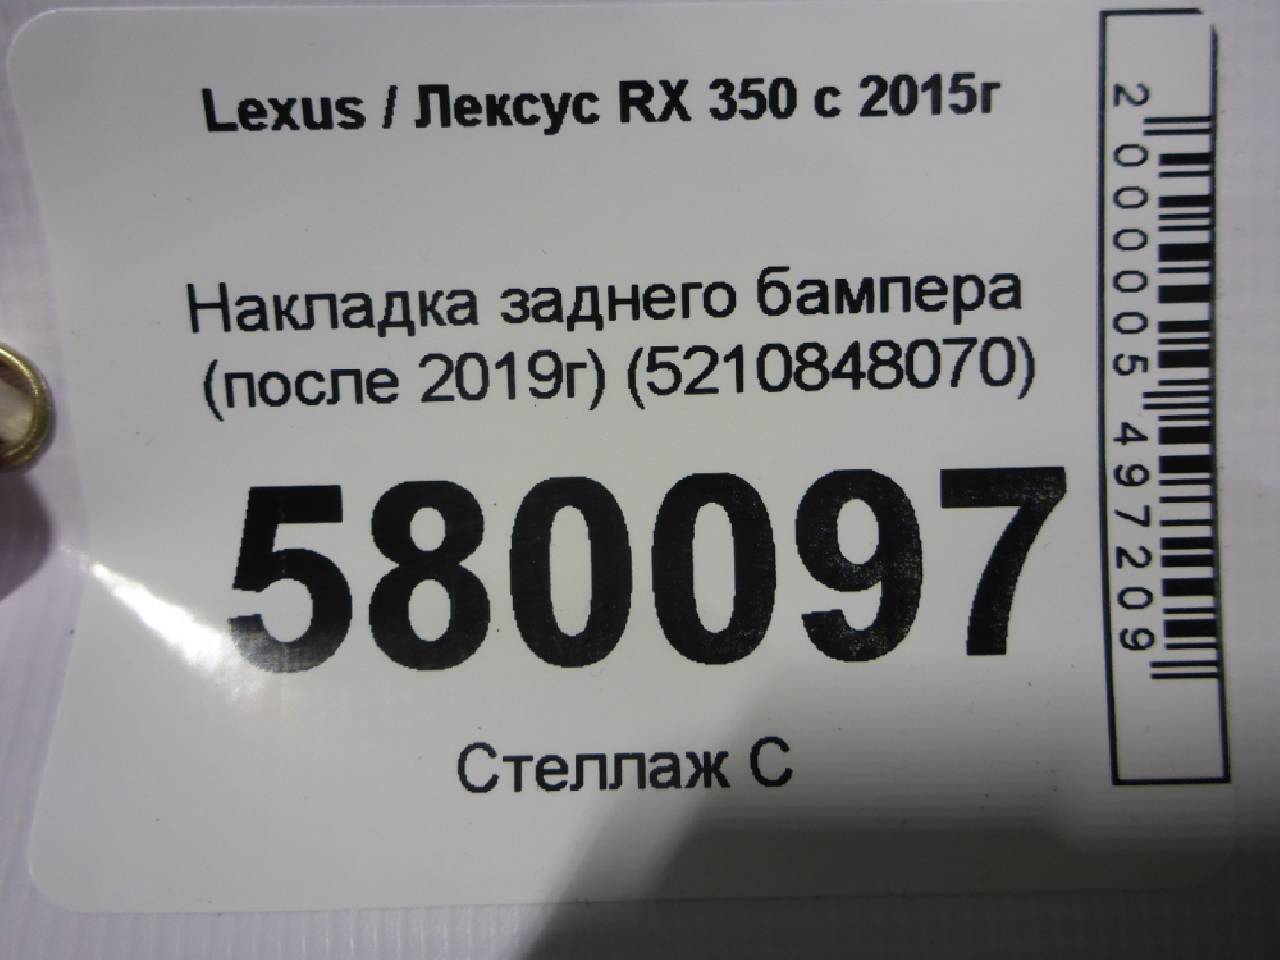 Lexus / Лексус RX 350 с 2015г
Накладка заднего бампера
(после 2019г) (5210848070)
580097
Стеллаж С
2000005497209